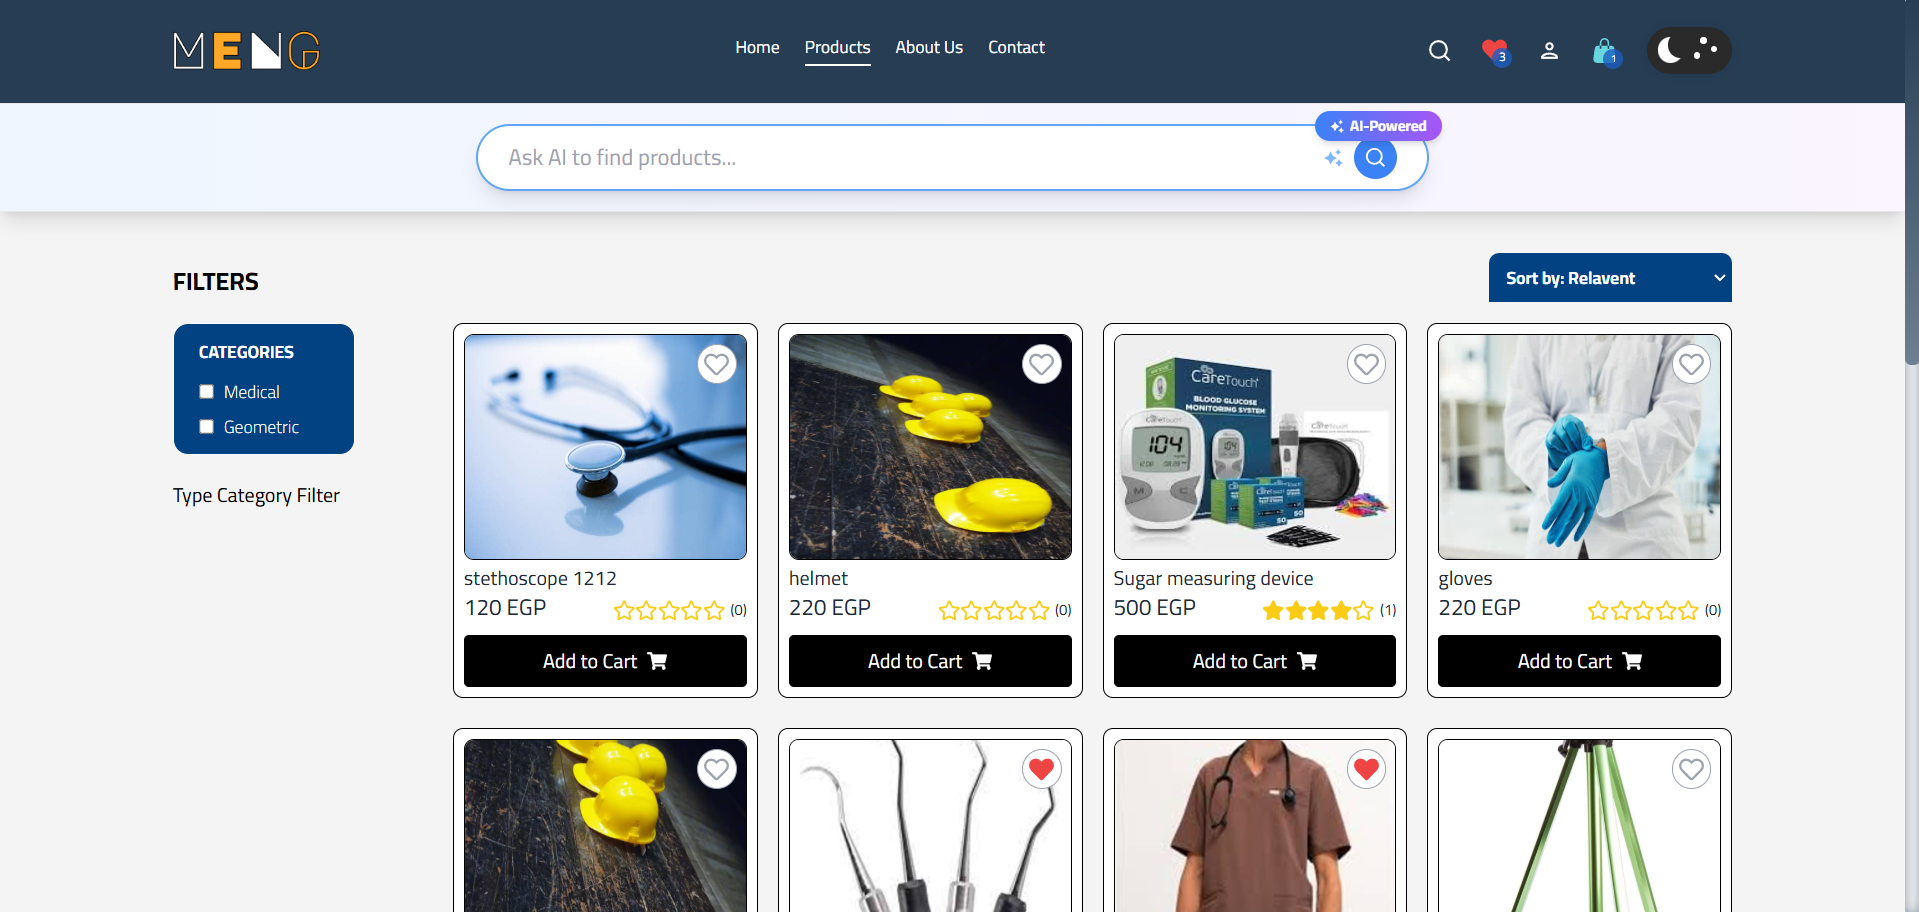 MENG
Home Products About Us Contact
3
1
AI-Powered
Ask AI to find products...
FILTERS
Sort by: Relavent
CATEGORIES
Medical
Geometric
Type Category Filter
CareTouch
BLOOD GLUCOSE
MONITORING SYSTEM
104
M C
CareTouch
50
stethoscope 1212
120 EGP (0)
Add to Cart
helmet
220 EGP (0)
Add to Cart
Sugar measuring device
500 EGP (1)
Add to Cart
gloves
220 EGP (0)
Add to Cart